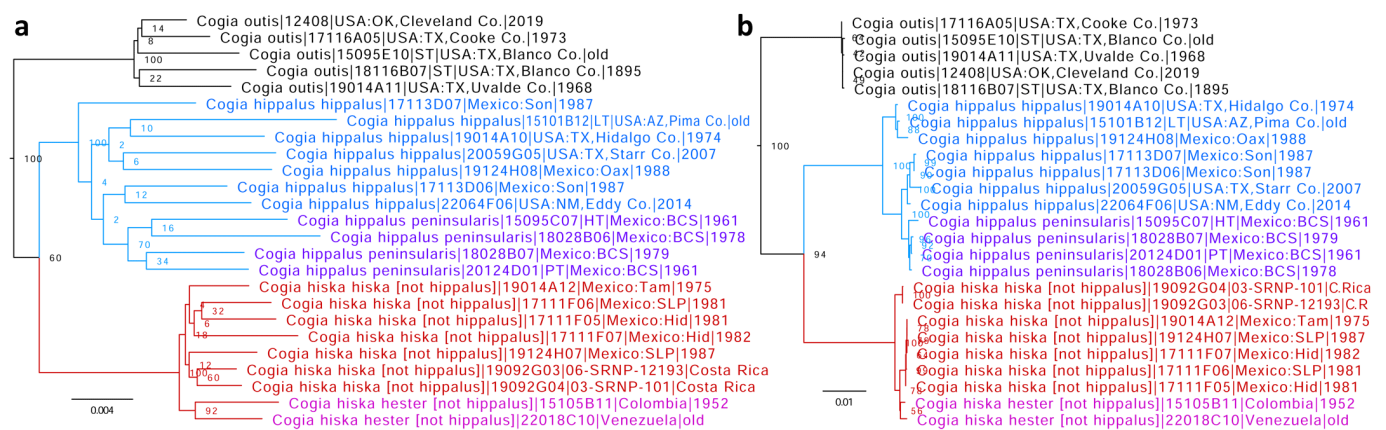 a
Cogia outis|12408|USA:OK,Cleveland Co.|2019
14
Cogia outis|17116A05|USA:TX,Cooke Co.|1973
8
Cogia outis|15095E10|ST|USA:TX,Blanco Co.|old
100
Cogia outis|18116B07|ST|USA:TX,Blanco Co.|1895
22
Cogia outis|19014A11|USA:TX,Uvalde Co.|1968
Cogia hippalus hippalus|17113D07|Mexico:Son|1987
Cogia hippalus hippalus|15101B12|LT|USA:AZ,Pima Co.|old
10
Cogia hippalus hippalus|19014A10|USA:TX,Hidalgo Co.|1974
100
2
Cogia hippalus hippalus|20059G05|USA:TX,Starr Co.|2007
100
6
Cogia hippalus hippalus|19124H08|Mexico:Oax|1988
4
Cogia hippalus hippalus|17113D06|Mexico:Son|1987
12
Cogia hippalus hippalus|22064F06|USA:NM,Eddy Co.|2014
2
Cogia hippalus peninsularis|15095C07|HT|Mexico:BCS|1961
16
Cogia hippalus peninsularis|18028B06|Mexico:BCS|1978
70
Cogia hippalus peninsularis|18028B07|Mexico:BCS|1979
60
34
Cogia hippalus peninsularis|20124D01|PT|Mexico:BCS|1961
Cogia hiska hiska [not hippalus]|19014A12|Mexico:Tam|1975
4
Cogia hiska hiska [not hippalus]|17111F06|Mexico:SLP|1981
32
Cogia hiska hiska [not hippalus]|17111F05|Mexico:Hid|1981
6
18
Cogia hiska hiska [not hippalus]|17111F07|Mexico:Hid|1982
Cogia hiska hiska [not hippalus]|19124H07|Mexico:SLP|1987
12
Cogia hiska hiska [not hippalus]|19092G03|06-SRNP-12193|Costa Rica
100
60
Cogia hiska hiska [not hippalus]|19092G04|03-SRNP-101|Costa Rica
Cogia hiska hester [not hippalus]|15105B11|Colombia|1952
92
Cogia hiska hester [not hippalus]|22018C10|Venezuela|old
0.004
b
Cogia outis|17116A05|USA:TX,Cooke Co.|1973
Cogia outis|15095E10|ST|USA:TX,Blanco Co.|old
Cogia outis|19014A11|USA:TX,Uvalde Co.|1968
Cogia outis|12408|USA:OK,Cleveland Co.|2019
49
Cogia outis|18116B07|ST|USA:TX,Blanco Co.|1895
Cogia hippalus hippalus|19014A10|USA:TX,Hidalgo Co.|1974
100
Cogia hippalus hippalus|15101B12|LT|USA:AZ,Pima Co.|old
88
Cogia hippalus hippalus|19124H08|Mexico:Oax|1988
100
Cogia hippalus hippalus|17113D07|Mexico:Son|1987
99
100
Cogia hippalus hippalus|17113D06|Mexico:Son|1987
Cogia hippalus hippalus|20059G05|USA:TX,Starr Co.|2007
100
Cogia hippalus hippalus|22064F06|USA:NM,Eddy Co.|2014
100
Cogia hippalus peninsularis|15095C07|HT|Mexico:BCS|1961
Cogia hippalus peninsularis|18028B07|Mexico:BCS|1979
94
Cogia hippalus peninsularis|20124D01|PT|Mexico:BCS|1961
Cogia hippalus peninsularis|18028B06|Mexico:BCS|1978
Cogia hiska hiska [not hippalus]|19092G04|03-SRNP-101|C.Rica
100
Cogia hiska hiska [not hippalus]|19092G03|06-SRNP-12193|C.R
Cogia hiska hiska [not hippalus]|19014A12|Mexico:Tam|1975
78
Cogia hiska hiska [not hippalus]|19124H07|Mexico:SLP|1987
100
Cogia hiska hiska [not hippalus]|17111F07|Mexico:Hid|1982
Cogia hiska hiska [not hippalus]|17111F06|Mexico:SLP|1981
Cogia hiska hiska [not hippalus]|17111F05|Mexico:Hid|1981
78
Cogia hiska hester [not hippalus]|15105B11|Colombia|1952
56
Cogia hiska hester [not hippalus]|22018C10|Venezuela|old
0.01